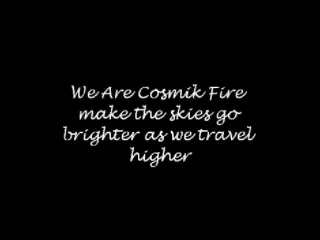 We Are Cosmik Fire
make the skies go
brighter as we travel
higher